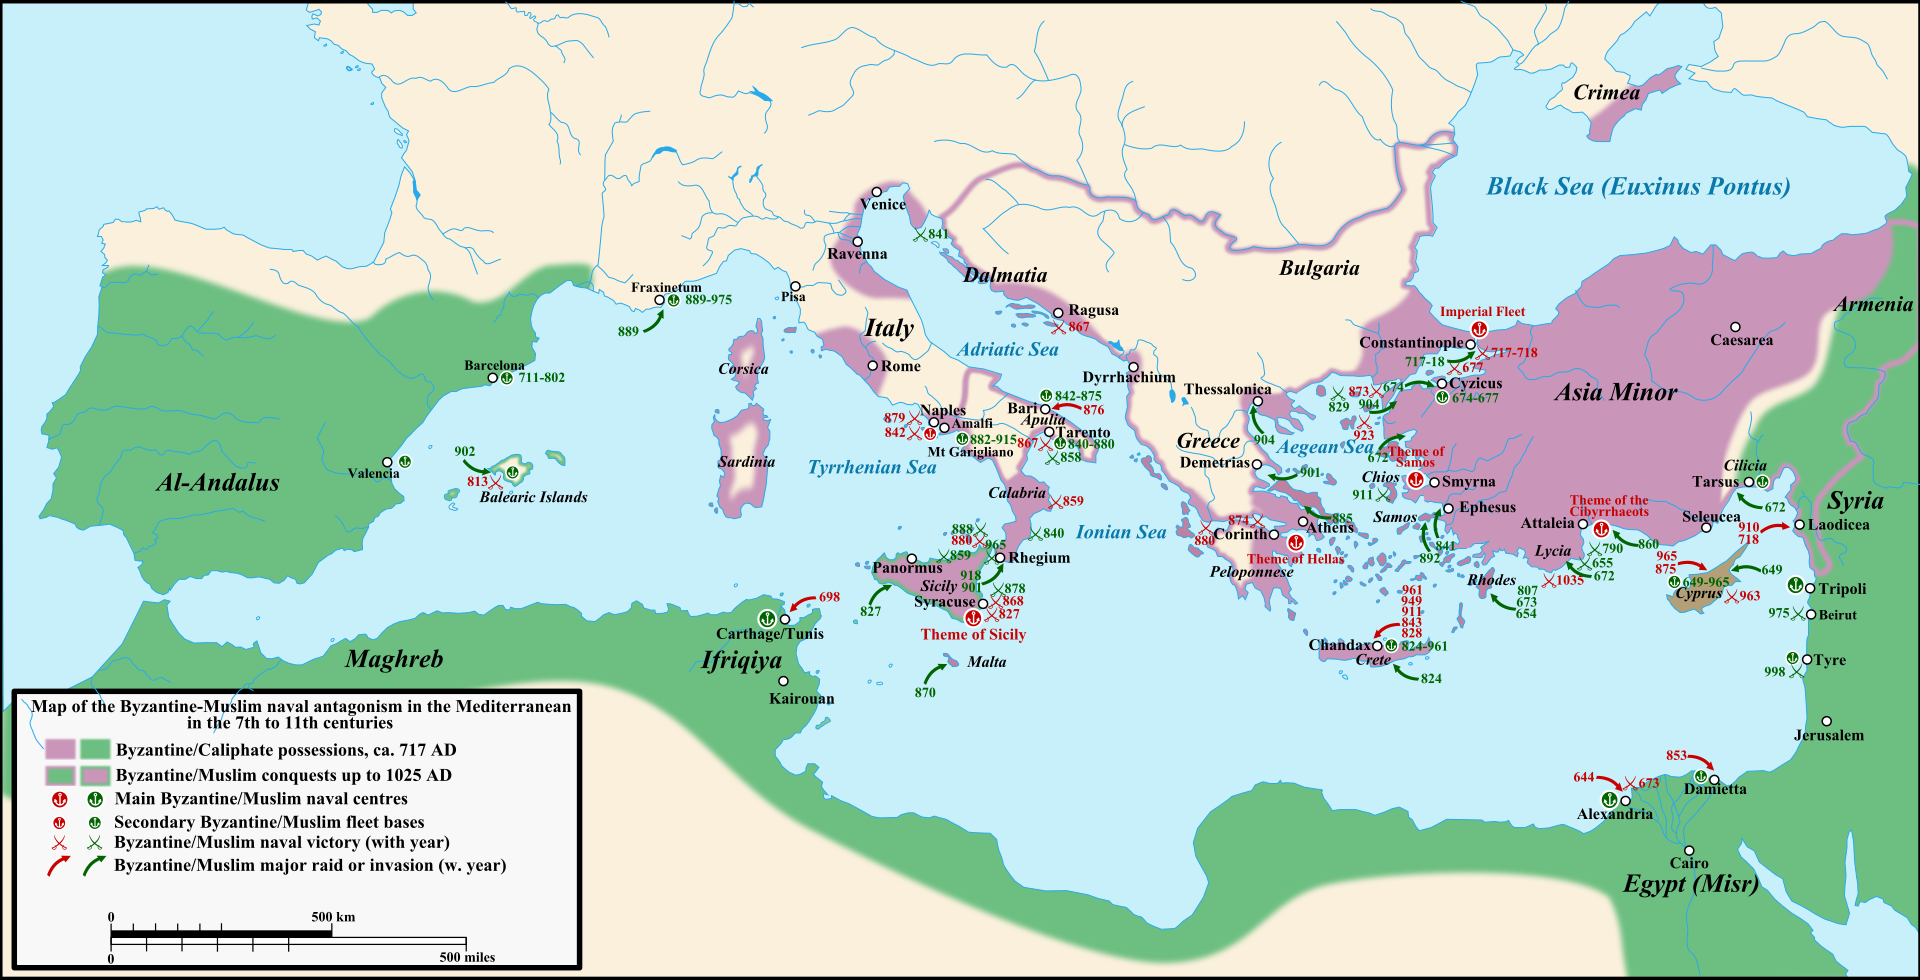 Crimea
Black Sea (Euxinus Pontus)
Venice
841
Ravenna
Dalmatia
Bulgaria
Fraxinetum
889-975
889
Pisa
Ragusa
867
Armenia
Imperial Fleet
Italy
Adriatic Sea
Constantinople
717-18
717-718
677
Caesarea
Barcelona
711-802
Corsica
Rome
Dyrrhachium
Thessalonica
829
873
674
904
Cyzicus
674-677
Asia Minor
842-875
Bari
876
Apulia
Naples
879
842
Amalfi
882-915
Mt Garigliano
Tarento
867
840-880
858
923
904
Greece
Aegean Sea
672
Theme of
Samos
Demetrias
901
Chios
Smyrna
911
902
Valencia
813
Balearic Islands
Al-Andalus
Sardinia
Tyrrhenian Sea
Calabria
859
Ionian Sea
Cilicia
Tarsus
672
Syria
Samos
Ephesus
Theme of the
Cibyrrhaeots
Attaleia
Seleucea
910
718
Laodicea
885
Athens
874
Corinth
880
Theme of Hellas
Peloponnese
841
892
860
790
655
672
Lycia
1035
Rhodes
807
673
654
965
875
649
649-965
Cyprus
963
888
880
965
840
859
Panormus
Rhegium
918
901
Sicily
878
868
827
Syracuse
827
Theme of Sicily
698
Carthage/Tunis
Tripoli
975
Beirut
961
949
911
843
828
Chandax
824-961
Crete
824
Tyre
998
Maghreb
Ifriqiya
Malta
870
Kairouan
Jerusalem
853
Damietta
644
673
Alexandria
Cairo
Egypt (Misr)
Map of the Byzantine-Muslim naval antagonism in the Mediterranean
in the 7th to 11th centuries
Byzantine/Caliphate possessions, ca. 717 AD
Byzantine/Muslim conquests up to 1025 AD
Main Byzantine/Muslim naval centres
Secondary Byzantine/Muslim fleet bases
Byzantine/Muslim naval victory (with year)
Byzantine/Muslim major raid or invasion (w. year)
0
500 km
0
500 miles